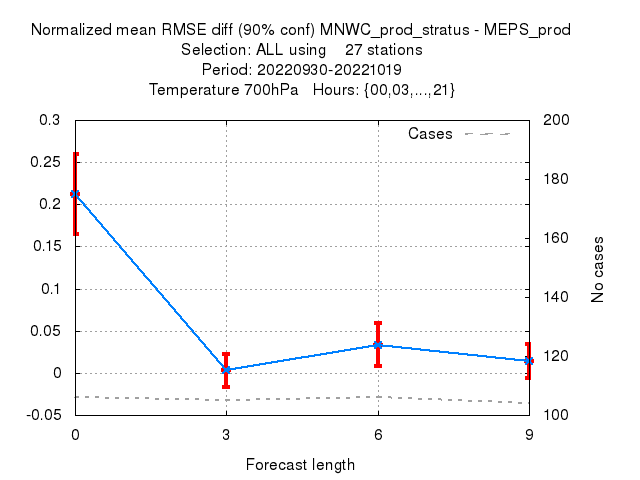 Normalized mean RMSE diff (90% conf) MNWC_prod_stratus - MEPS_prod
Selection: ALL using    27 stations
Period: 20220930-20221019
Temperature 700hPa   Hours: {00,03,...,21}
Cases
0.3
0.25
0.2
0.15
0.1
0.05
0
-0.05
200
180
160
140
120
100
No cases
0 3 6 9
Forecast length